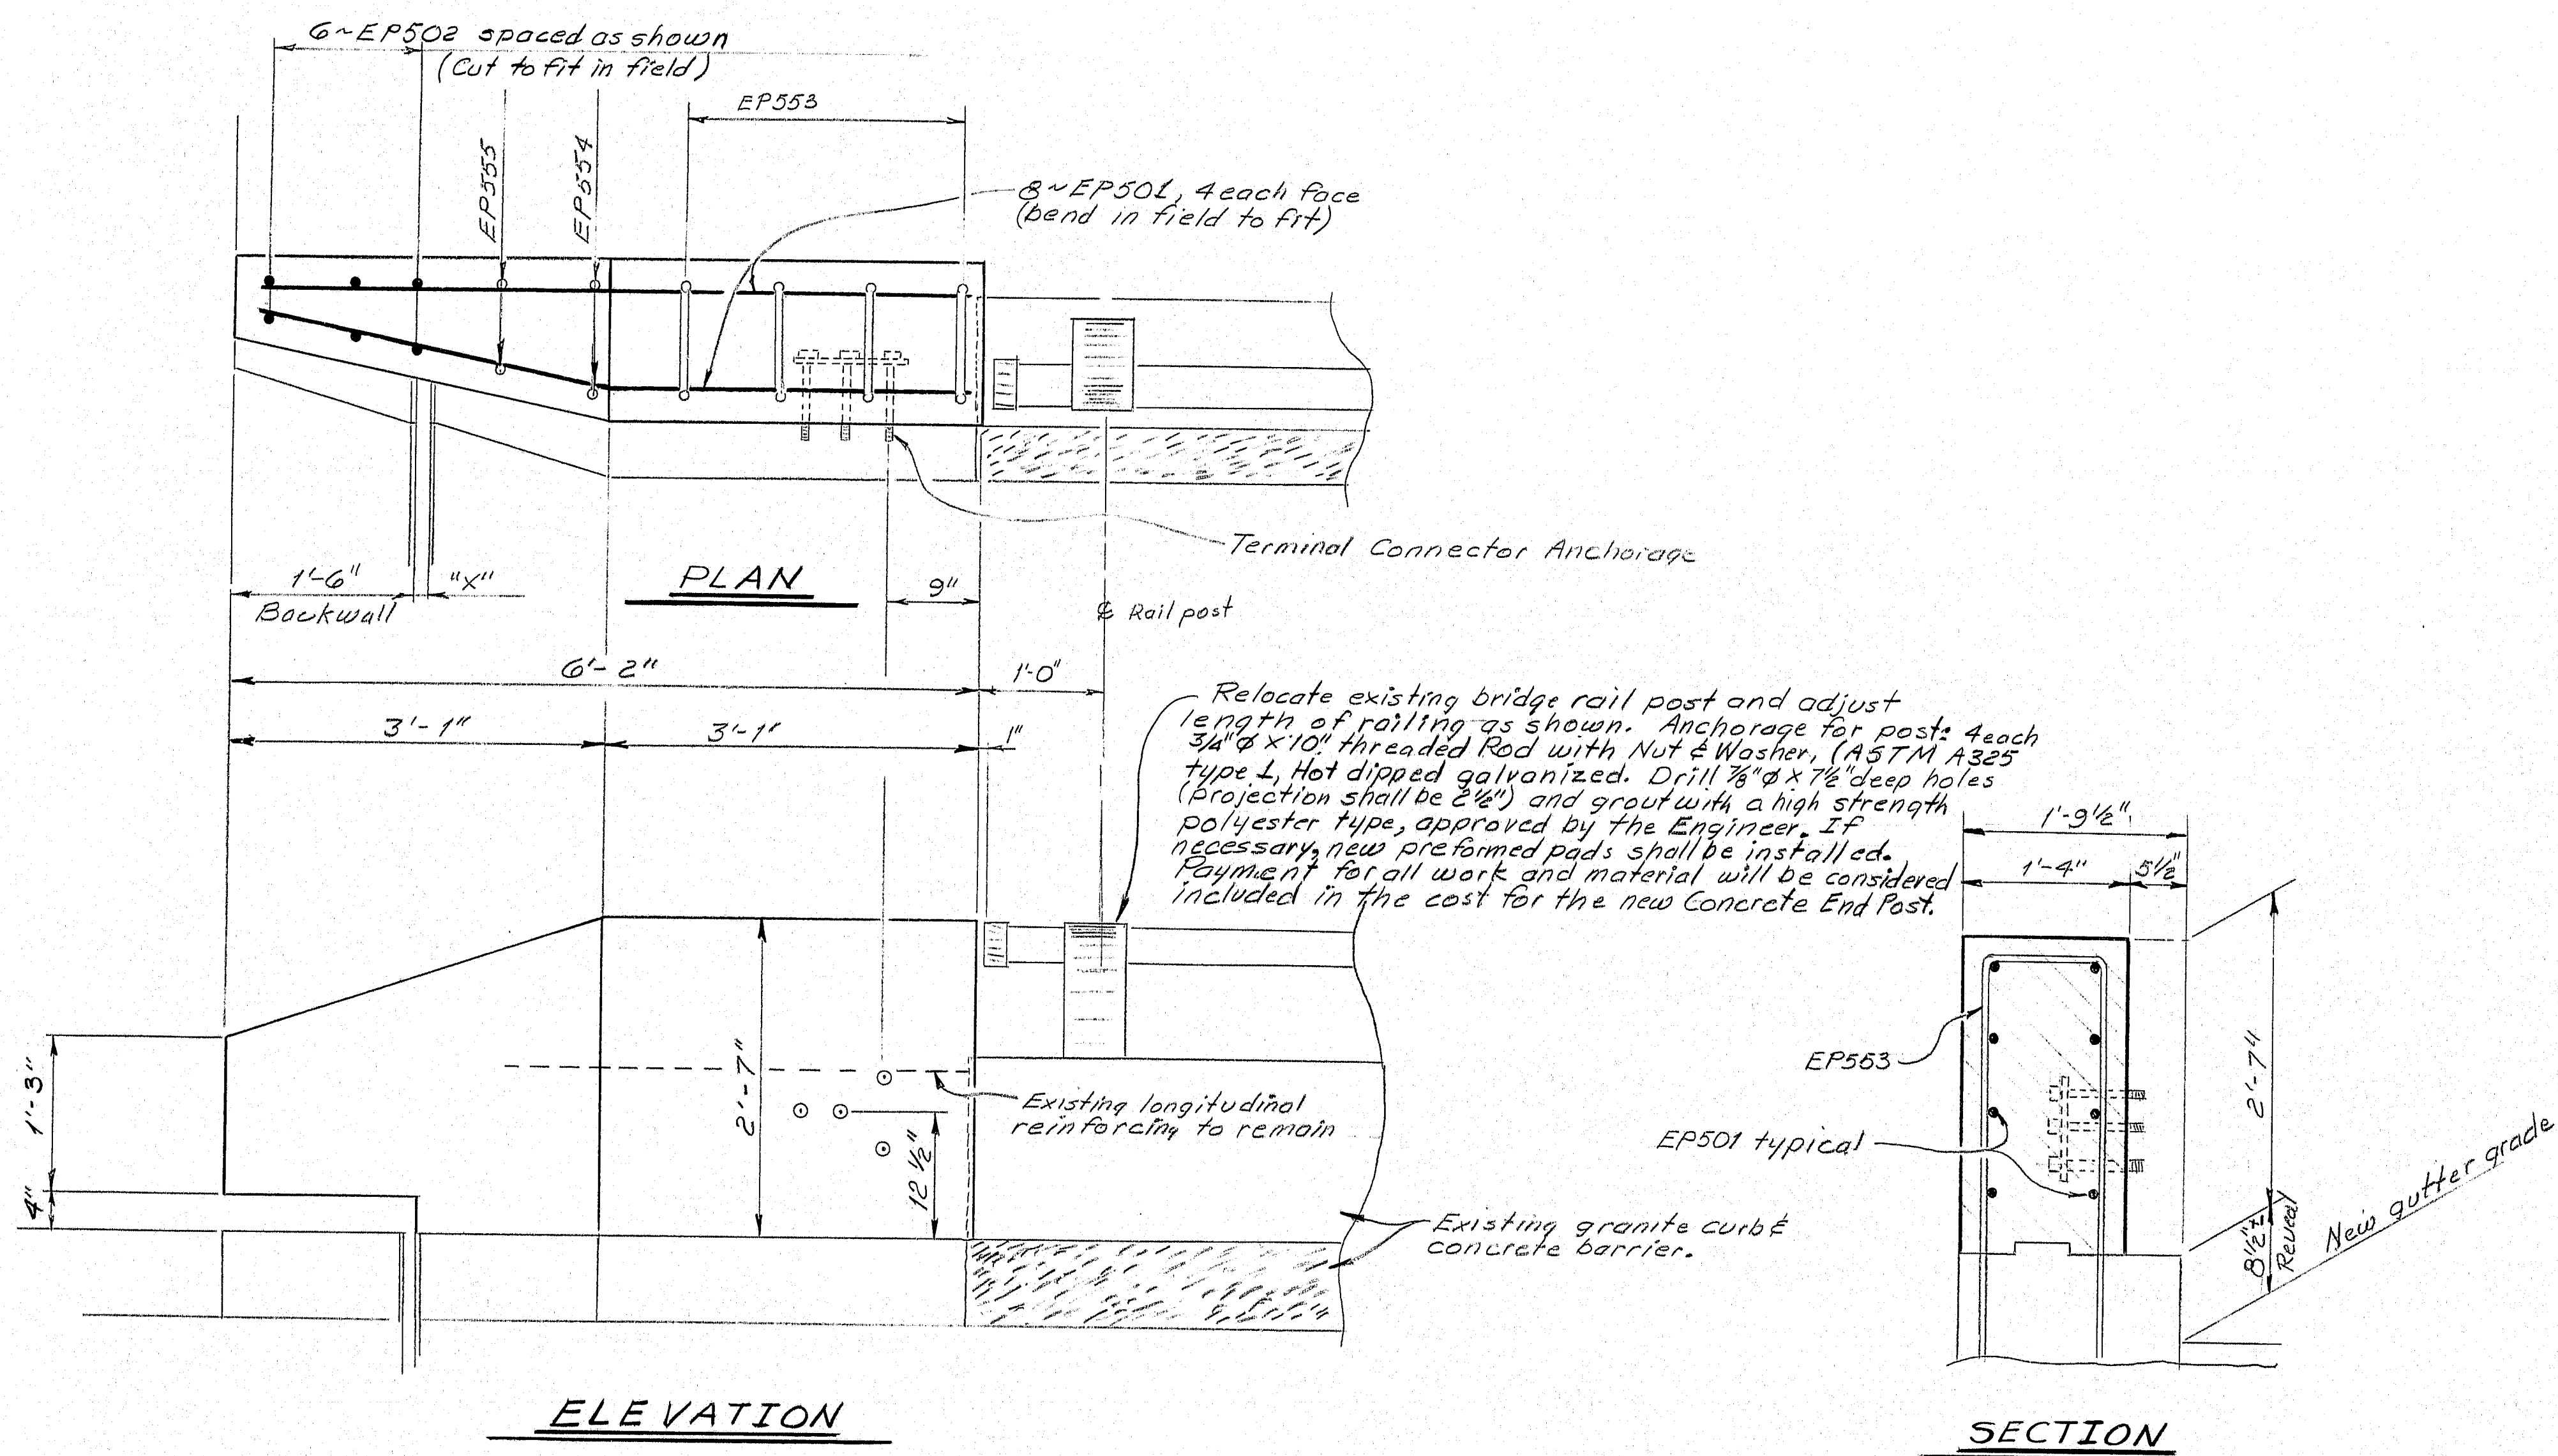 6~EP502 spaced as shown
(Cut to fit in field)
EP553
EP555
EP554
8~EP501, 4 each face
(bend in field to fit)
Terminal Connector Anchorage
1'-6"
"X"
Backwall
PLAN
9"
℄ Rail post
6'-2"
1'-0"
3'-1"
3'-1"
1"
Relocate existing bridge rail post and adjust
length of railing as shown. Anchorage for post: 4 each
3/4"φ x 10" threaded Rod with Nut & Washer, (ASTM A325
type 1, Hot dipped galvanized. Drill 7/8"φ x 7 1/2" deep holes
(projection shall be 2 1/2") and grout with a high strength
polyester type, approved by the Engineer. If
necessary, new preformed pads shall be installed.
Payment for all work and material will be considered
included in the cost for the new Concrete End Post.
1'-9 1/2"
1'-4"
5 1/2"
1'-3"
4"
2'-7"
12 1/2"
Existing longitudinal
reinforcing to remain
Existing granite curb &
concrete barrier.
EP553
EP501 typical
2'-7"
8 1/2"±
Reveal
New gutter grade
ELEVATION
SECTION